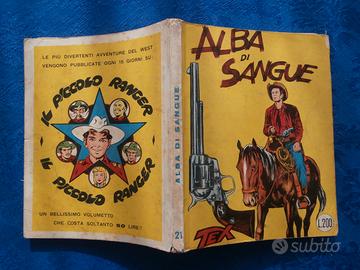 LE PIÙ DIVERTENTI AVVENTURE DEL WEST
VENGONO PUBBLICATE OGNI 15 GIORNI SU:
IL PICCOLO RANGER
IL PICCOLO RANGER
UN BELLISSIMO VOLUMETTO
CHE COSTA SOLTANTO 80 LIRE!
ALBA DI SANGUE
21
ALBA
DI
SANGUE
TEX
L.200
subito